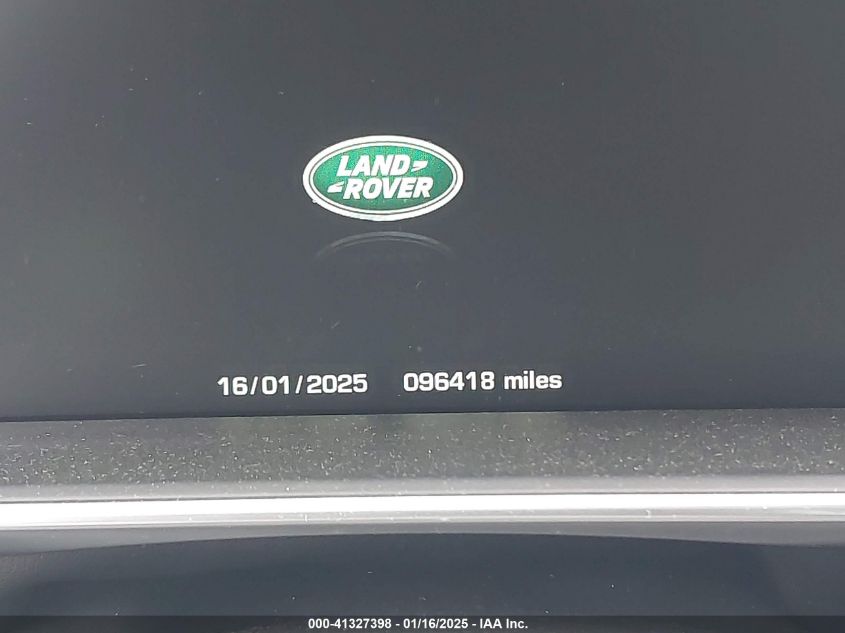 LAND
ROVER
16/01/2025 096418 miles
000-41327398 - 01/16/2025 - IAA Inc.